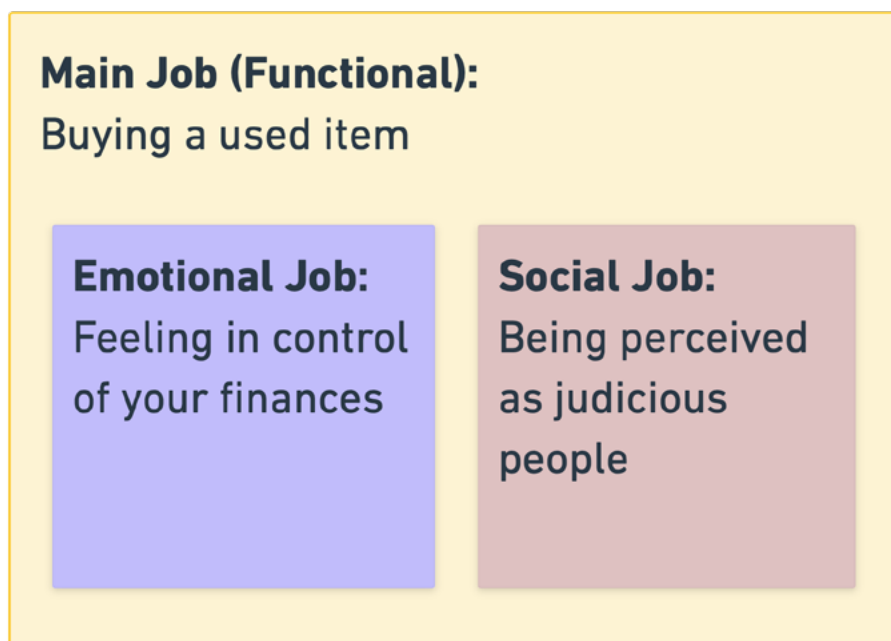 Main Job (Functional):
Buying a used item
Emotional Job:
Feeling in control
of your finances
Social Job:
Being perceived
as judicious
people